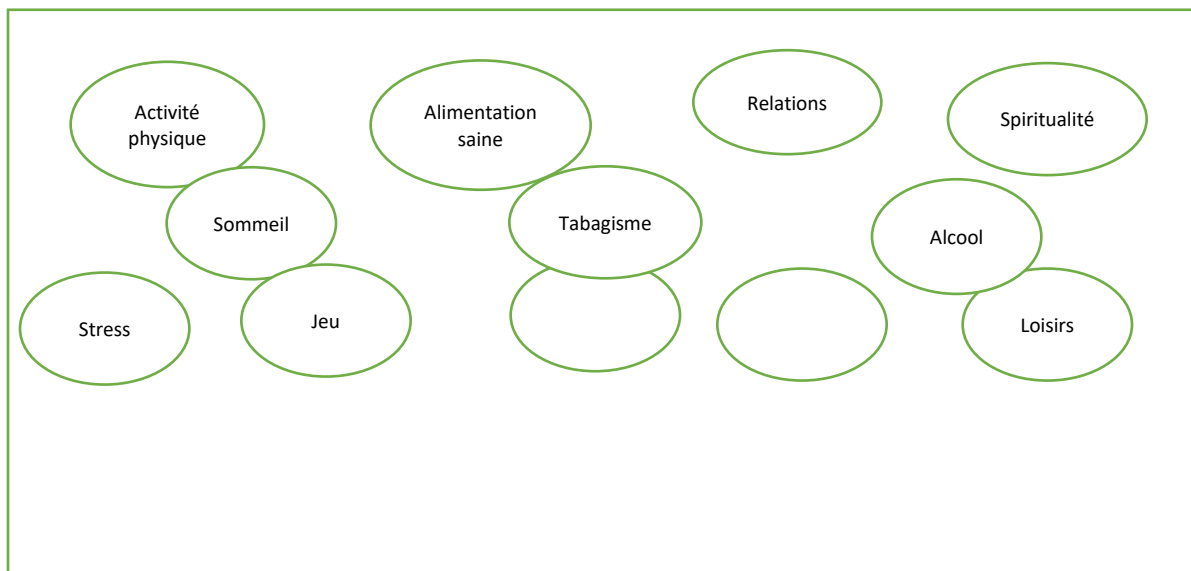 Activité
physique
Alimentation
saine
Relations
Spiritualité
Sommeil
Tabagisme
Alcool
Stress
Jeu
Loisirs